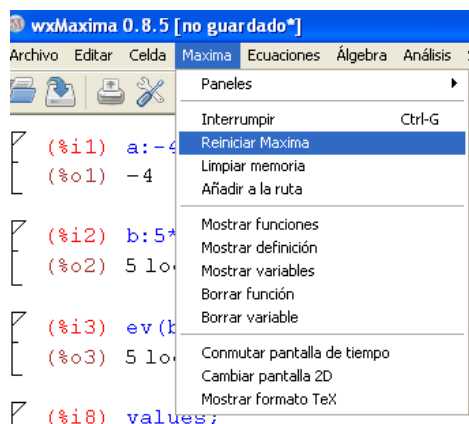 wxMaxima 0.8.5 [no guardado*]
Archivo Editar Celda Maxima Ecuaciones Álgebra Análisis
Paneles
Interrumpir Ctrl-G
Reiniciar Maxima
Limpiar memoria
Añadir a la ruta
Mostrar funciones
Mostrar definición
Mostrar variables
Borrar función
Borrar variable
Conmutar pantalla de tiempo
Cambiar pantalla 2D
Mostrar formato TeX
(%i1) a:-4
(%o1) -4
(%i2) b:5*
(%o2) 5 lo
(%i3) ev(b
(%o3) 5 lo
(%i8) values;